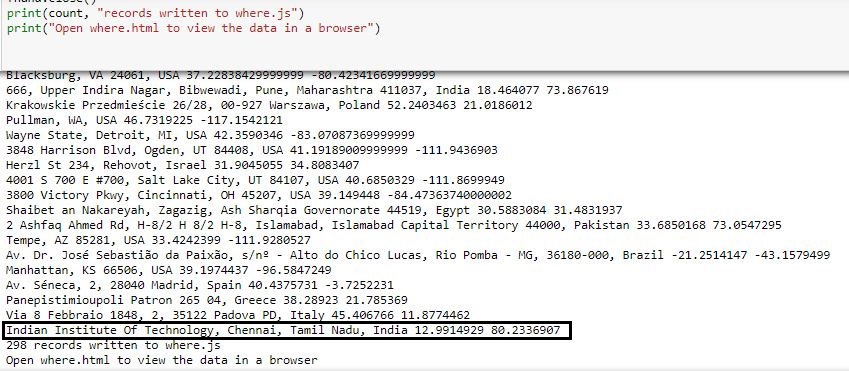 print(count, "records written to where.js")
print("Open where.html to view the data in a browser")
Blacksburg, VA 24061, USA 37.22838429999999 -80.42341669999999
666, Upper Indira Nagar, Bibwewadi, Pune, Maharashtra 411037, India 18.464077 73.867619
Krakowskie Przedmieście 26/28, 00-927 Warszawa, Poland 52.2403463 21.0186012
Pullman, WA, USA 46.7319225 -117.1542121
Wayne State, Detroit, MI, USA 42.3590346 -83.07087369999999
3848 Harrison Blvd, Ogden, UT 84408, USA 41.19189009999999 -111.9436903
Herzl St 234, Rehovot, Israel 31.9045055 34.8083407
4001 S 700 E #700, Salt Lake City, UT 84107, USA 40.6850329 -111.8699949
3800 Victory Pkwy, Cincinnati, OH 45207, USA 39.149448 -84.47363740000002
Shaibet an Nakareyah, Zagazig, Ash Sharqia Governorate 44519, Egypt 30.5883084 31.4831937
2 Ashfaq Ahmed Rd, H-8/2 H 8/2 H-8, Islamabad, Islamabad Capital Territory 44000, Pakistan 33.6850168 73.0547295
Tempe, AZ 85281, USA 33.4242399 -111.9280527
Av. Dr. José Sebastião da Paixão, s/nº - Alto do Chico Lucas, Rio Pomba - MG, 36180-000, Brazil -21.2514147 -43.1579499
Manhattan, KS 66506, USA 39.1974437 -96.5847249
Av. Séneca, 2, 28040 Madrid, Spain 40.4375731 -3.7252231
Panepistimioupoli Patron 265 04, Greece 38.28923 21.785369
Via 8 Febbraio 1848, 2, 35122 Padova PD, Italy 45.406766 11.8774462
Indian Institute Of Technology, Chennai, Tamil Nadu, India 12.9914929 80.2336907
298 records written to where.js
Open where.html to view the data in a browser